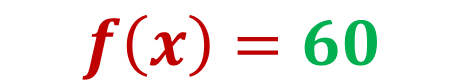 f(x) = 60